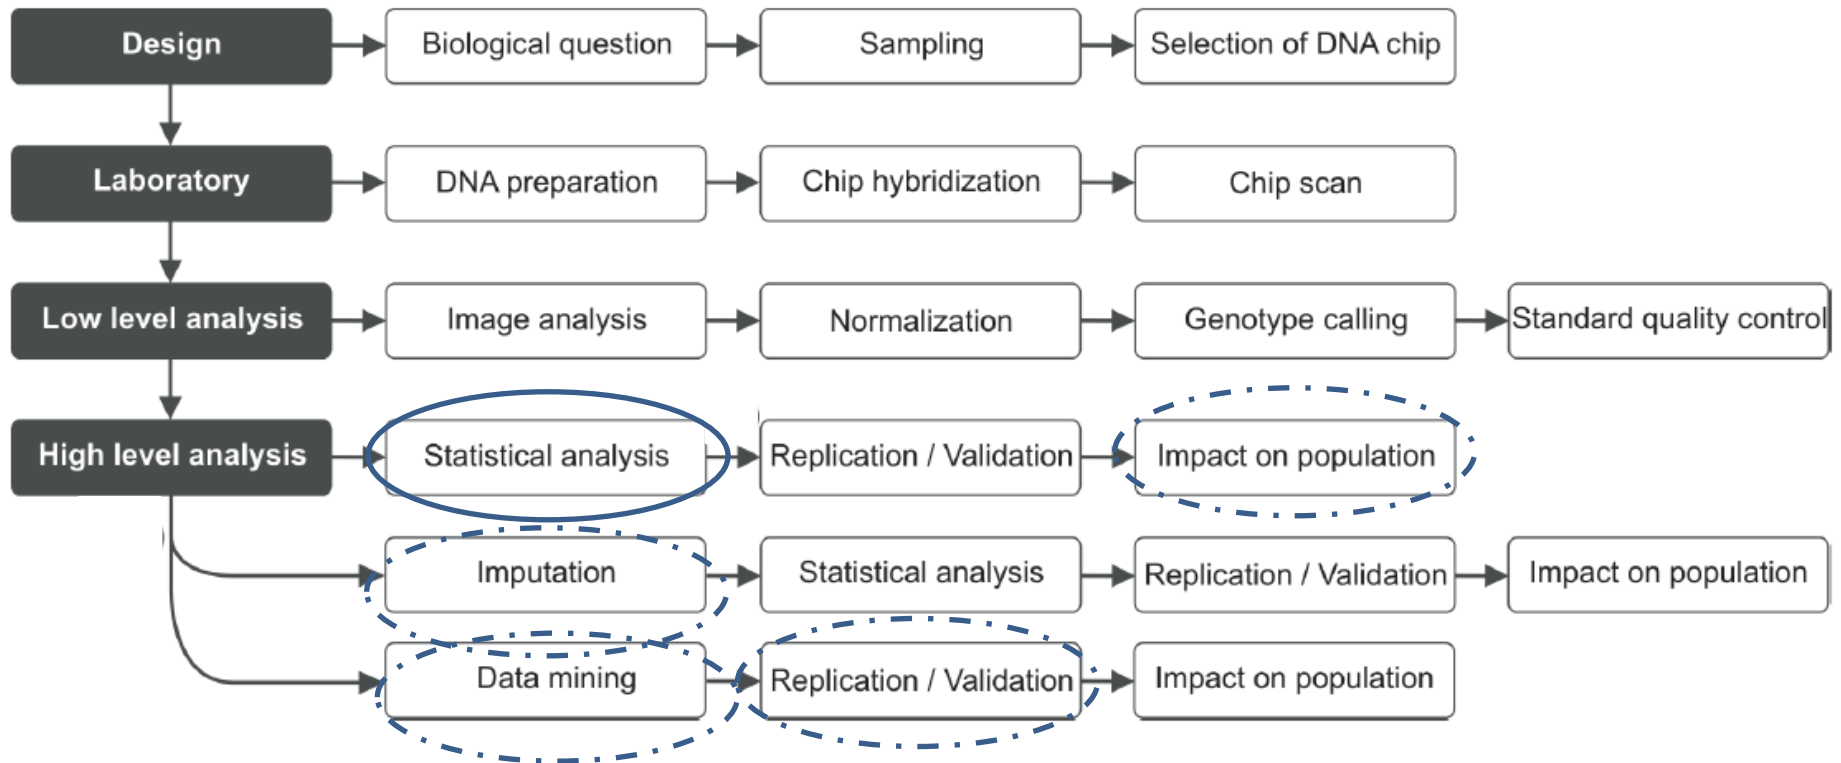 Design
Biological question
Sampling
Selection of DNA chip
Laboratory
DNA preparation
Chip hybridization
Chip scan
Low level analysis
Image analysis
Normalization
Genotype calling
Standard quality control
High level analysis
Statistical analysis
Replication / Validation
Impact on population
Imputation
Statistical analysis
Replication / Validation
Impact on population
Data mining
Replication / Validation
Impact on population